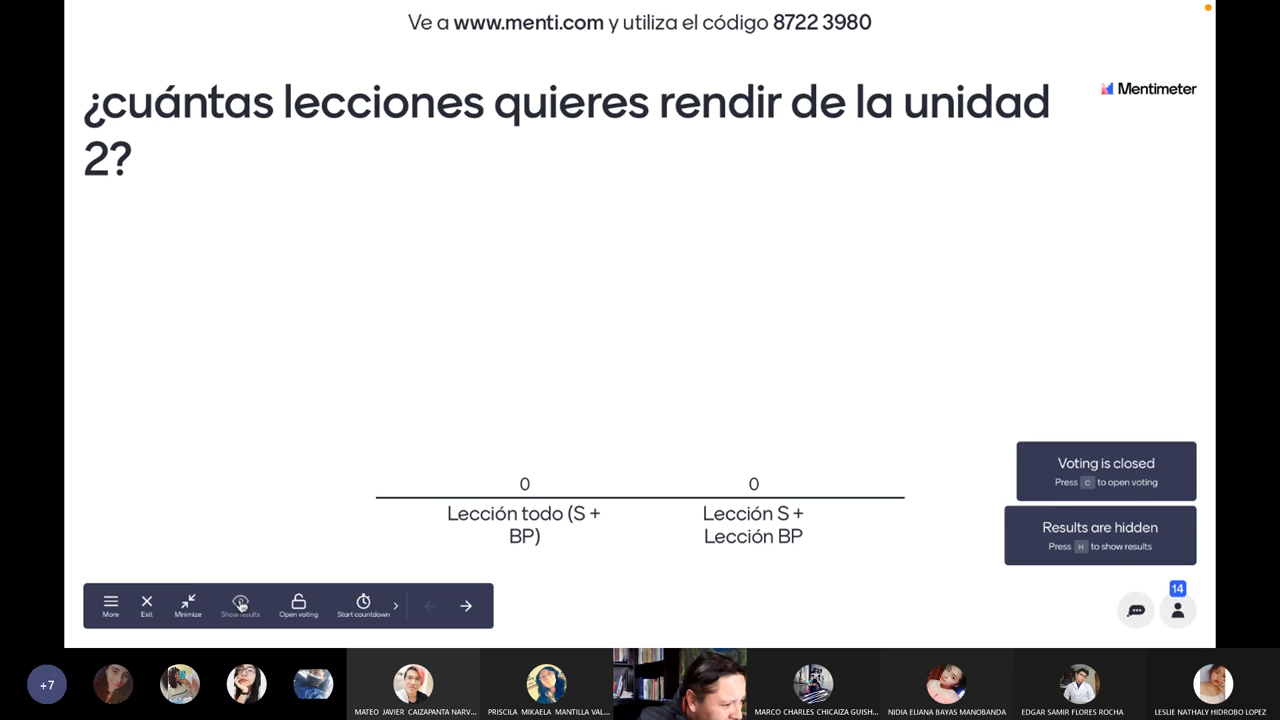 Ve a www.menti.com y utiliza el código 8722 3980
¿cuántas lecciones quieres rendir de la unidad
2?
Mentimeter
0
0
Lección todo (S +
BP)
Lección S +
Lección BP
Voting is closed
Press C to open voting
Results are hidden
Press H to show results
More
Exit
Minimize
Show results
Open voting
Start countdown
14
+7
MATEO JAVIER CAIZAPANTA NARV...
PRISCILA MIKAELA MANTILLA VAL...
MARCO CHARLES CHICAIZA GUISH...
NIDIA ELIANA BAYAS MANOBANDA
EDGAR SAMIR FLORES ROCHA
LESLIE NATHALY HIDROBO LOPEZ